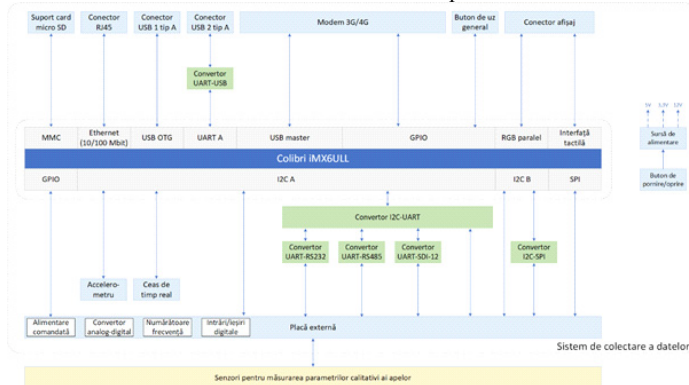 Suport card
micro SD
Conector
RJ45
Conector
USB 1 tip A
Conector
USB 2 tip A
Modem 3G/4G
Buton de uz
general
Conector afișaj
Convertor
UART-USB
MMC
Ethernet
(10/100 Mbit)
USB OTG
UART A
USB master
GPIO
RGB paralel
Interfață
tactilă
Colibri iMX6ULL
GPIO
I2C A
I2C B
SPI
5V
3,3V
12V
Sursă de
alimentare
Buton de
pornire/oprire
Convertor I2C-UART
Convertor
UART-RS232
Convertor
UART-RS485
Convertor
UART-SDI-12
Convertor
I2C-SPI
Accelero-
metru
Ceas de
timp real
Alimentare
comandată
Convertor
analog-digital
Numărătoare
frecvență
Intrări/ieșiri
digitale
Placă externă
Sistem de colectare a datelor
Senzori pentru măsurarea parametrilor calitativi ai apelor